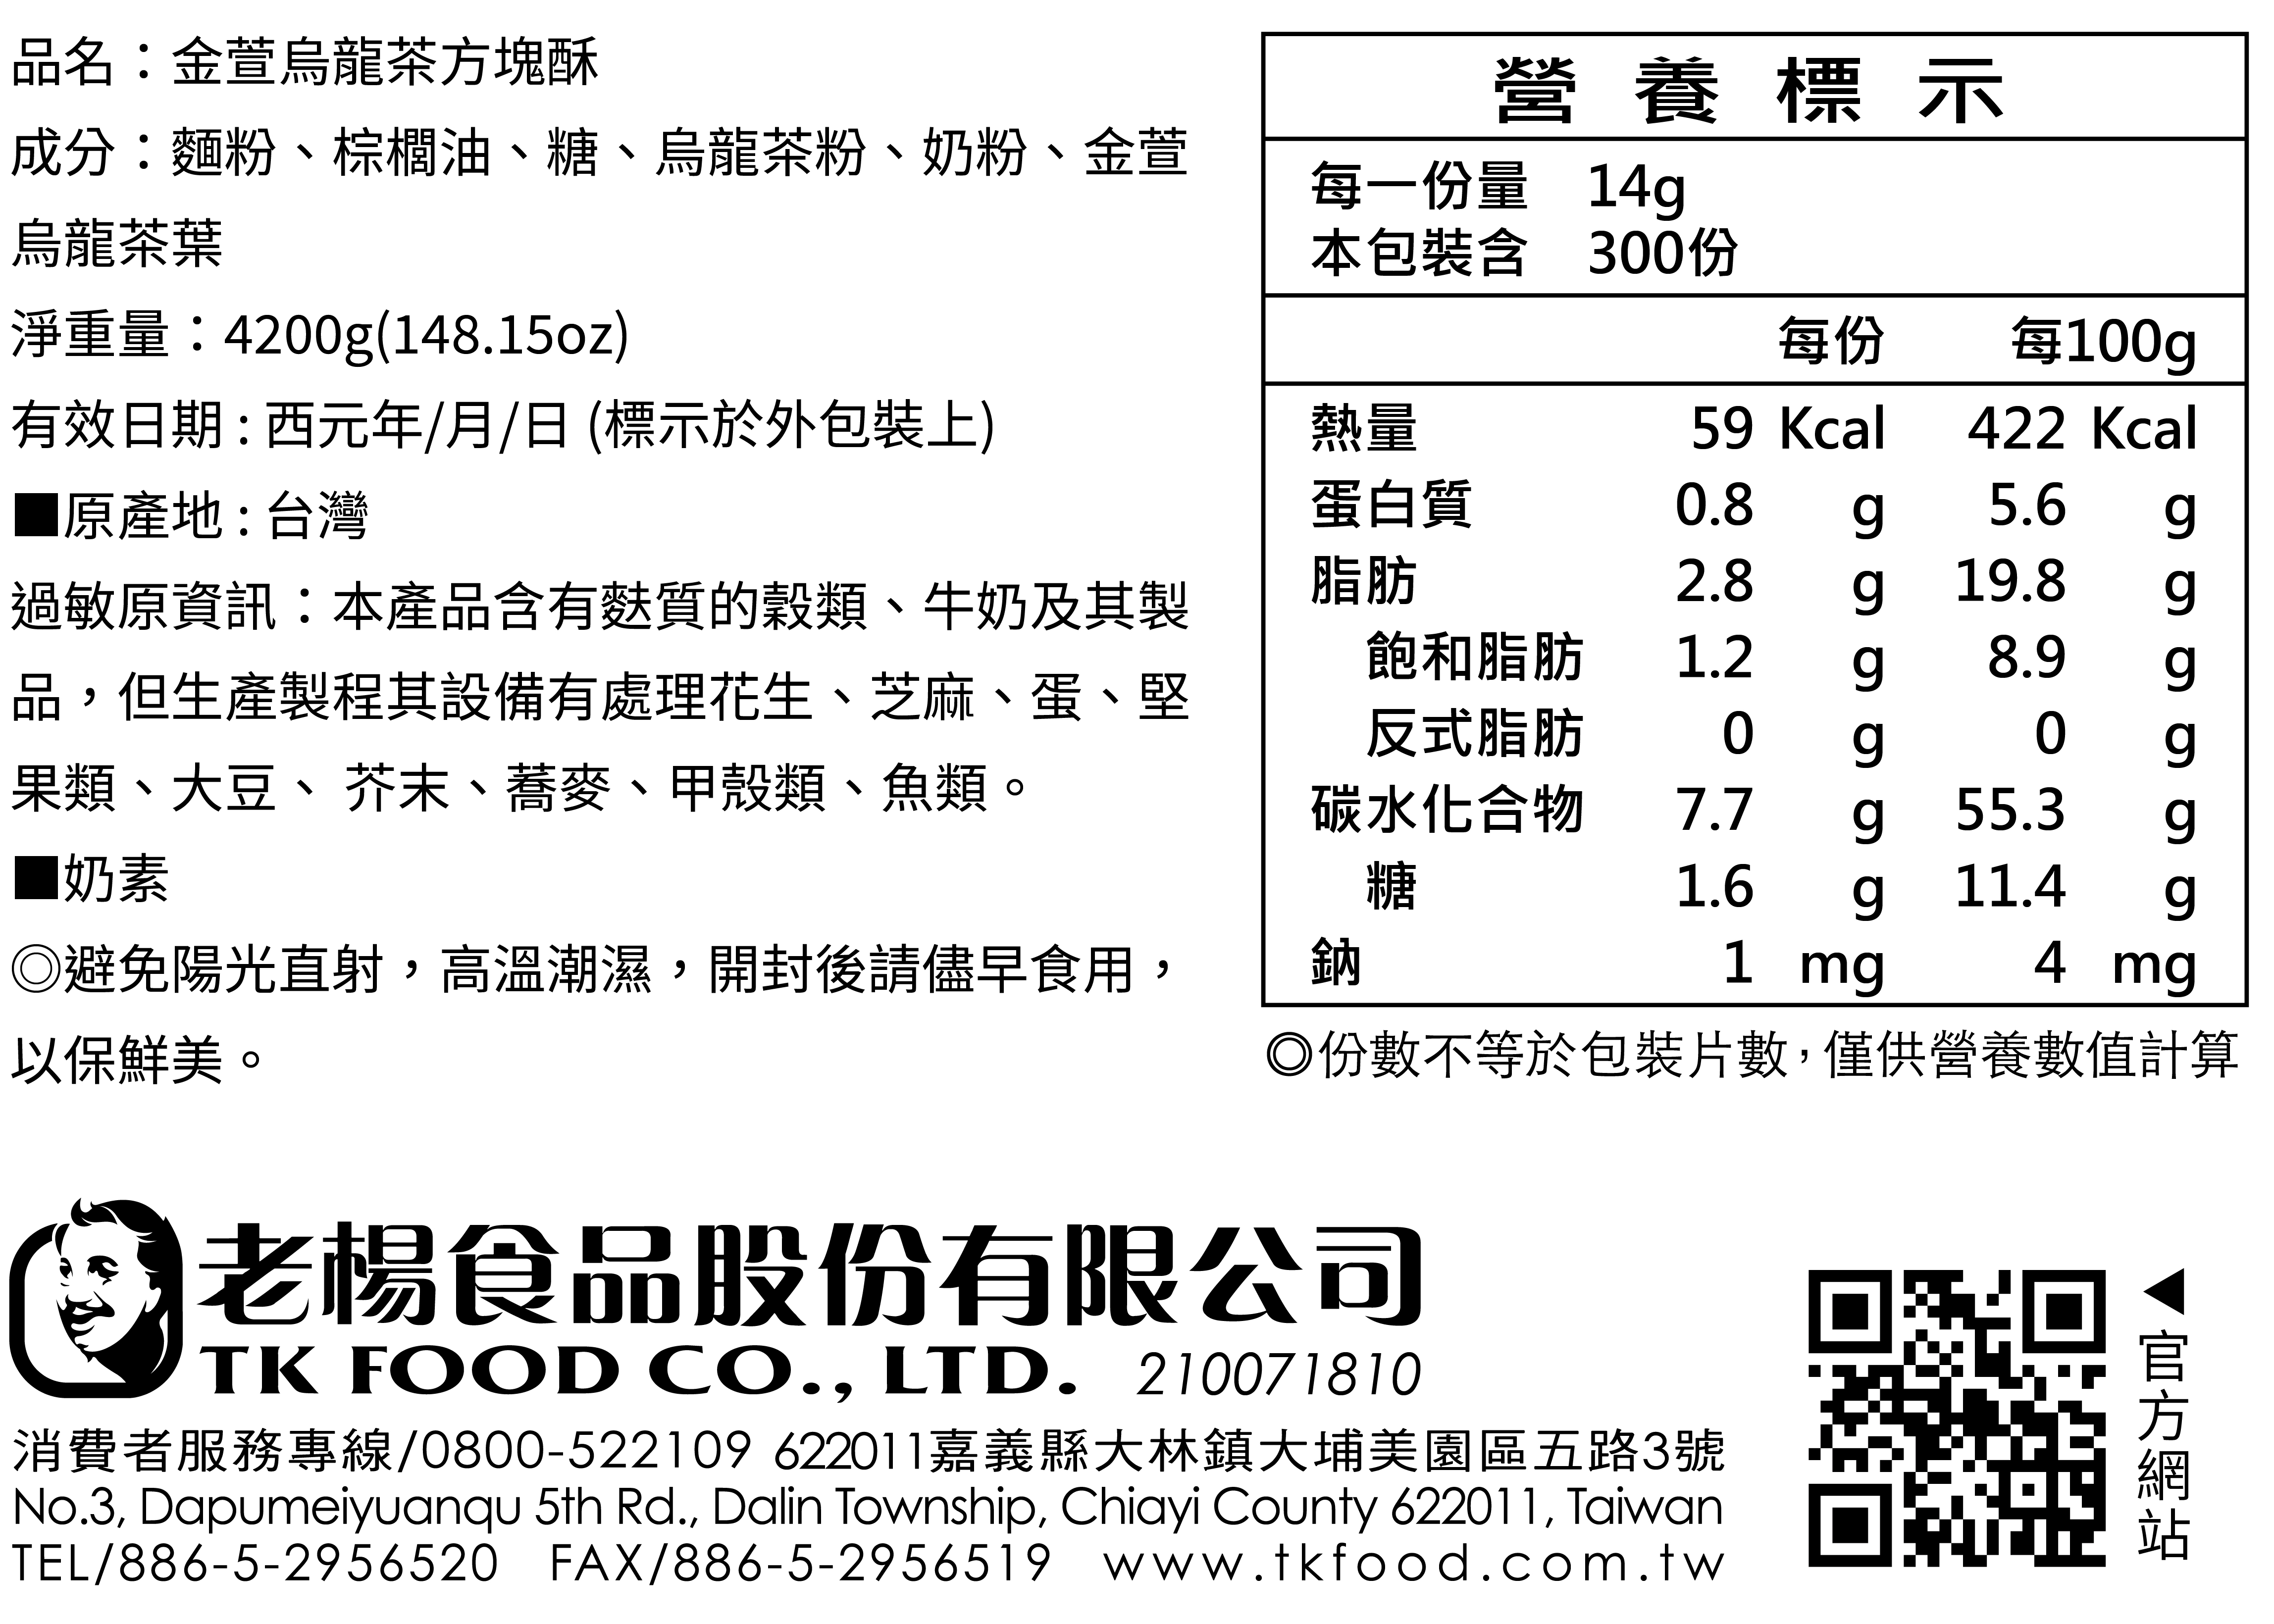 品名：金萱烏龍茶方塊酥
成分：麵粉、棕櫚油、糖、烏龍茶粉、奶粉、金萱
烏龍茶葉
淨重量：4200g(148.15oz)
有效日期 : 西元年/月/日 (標示於外包裝上)
■原產地 : 台灣
過敏原資訊：本產品含有麩質的穀類、牛奶及其製
品，但生產製程其設備有處理花生、芝麻、蛋、堅
果類、大豆、 芥末、蕎麥、甲殼類、魚類。
■奶素
◎避免陽光直射，高溫潮濕，開封後請儘早食用，
以保鮮美。
營養標示
每一份量 14g
本包裝含 300份
每份 每100g
熱量 59 Kcal 422 Kcal
蛋白質 0.8 g 5.6 g
脂肪 2.8 g 19.8 g
飽和脂肪 1.2 g 8.9 g
反式脂肪 0 g 0 g
碳水化合物 7.7 g 55.3 g
糖 1.6 g 11.4 g
鈉 1 mg 4 mg
◎份數不等於包裝片數，僅供營養數值計算
老楊食品股份有限公司
TK FOOD CO., LTD. 210071810
消費者服務專線/0800-522109 622011嘉義縣大林鎮大埔美園區五路3號
No.3, Dapumeiyuanqu 5th Rd., Dalin Township, Chiayi County 622011, Taiwan
TEL/886-5-2956520 FAX/886-5-2956519 www.tkfood.com.tw
◀官方網站